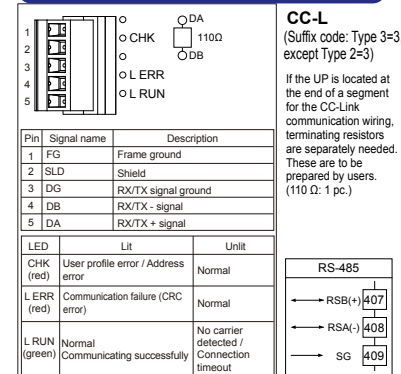 CC-L
(Suffix code: Type 3=3
except Type 2=3)
1
2
3
4
5
CHK
L ERR
L RUN
DA
110Ω
DB
If the UP is located at
the end of a segment
for the CC-Link
communication wiring,
terminating resistors
are separately needed.
These are to be
prepared by users.
(110 Ω: 1 pc.)
Pin Signal name Description
1 FG Frame ground
2 SLD Shield
3 DG RX/TX signal ground
4 DB RX/TX - signal
5 DA RX/TX + signal
LED Lit Unlit
CHK
(red)
User profile error / Address
error
Normal
L ERR
(red)
Communication failure (CRC
error)
Normal
L RUN
(green)
Normal
Communicating successfully
No carrier
detected /
Connection
timeout
RS-485
RSB(+) 407
RSA(-) 408
SG 409